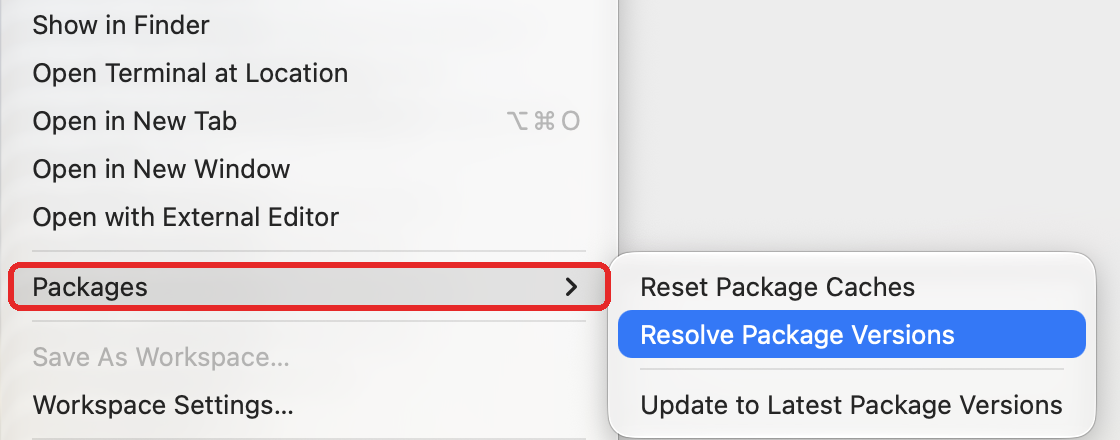 Show in Finder
Open Terminal at Location
Open in New Tab ⌥⌘O
Open in New Window
Open with External Editor
Packages
Reset Package Caches
Resolve Package Versions
Save As Workspace...
Workspace Settings...
Update to Latest Package Versions